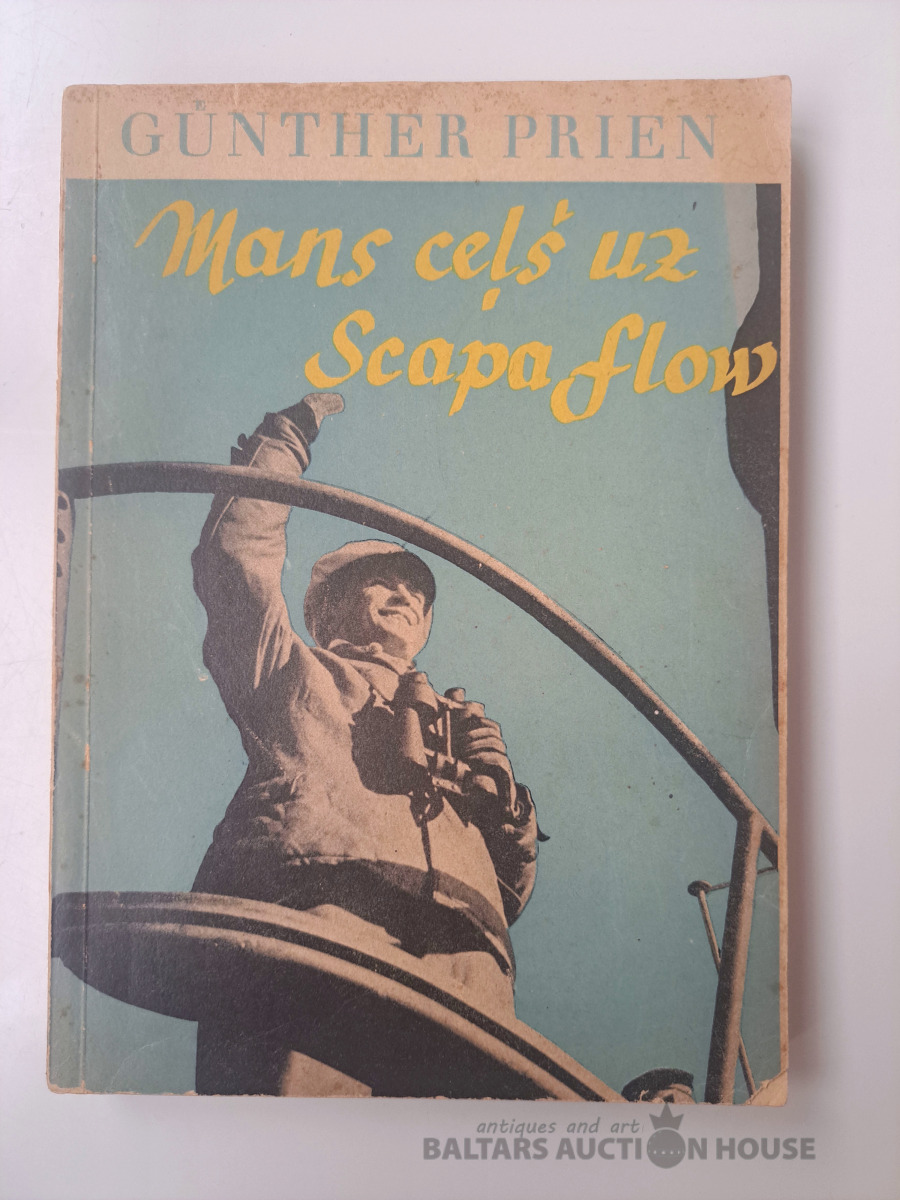 GÜNTHER PRIEN
Mans ceļš uz
Scapa flow
antiques and art
BALTARS AUCTION HOUSE